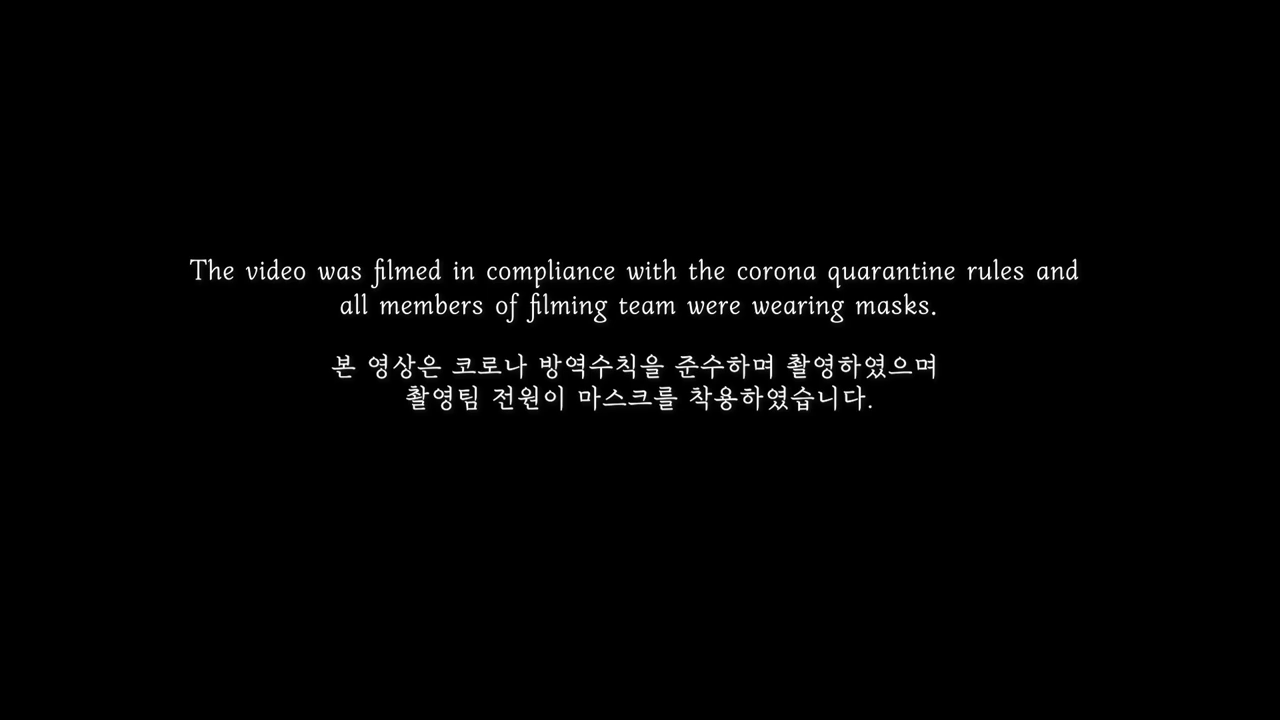 The video was filmed in compliance with the corona quarantine rules and
all members of filming team were wearing masks.
본 영상은 코로나 방역수칙을 준수하며 촬영하였으며
촬영팀 전원이 마스크를 착용하였습니다.